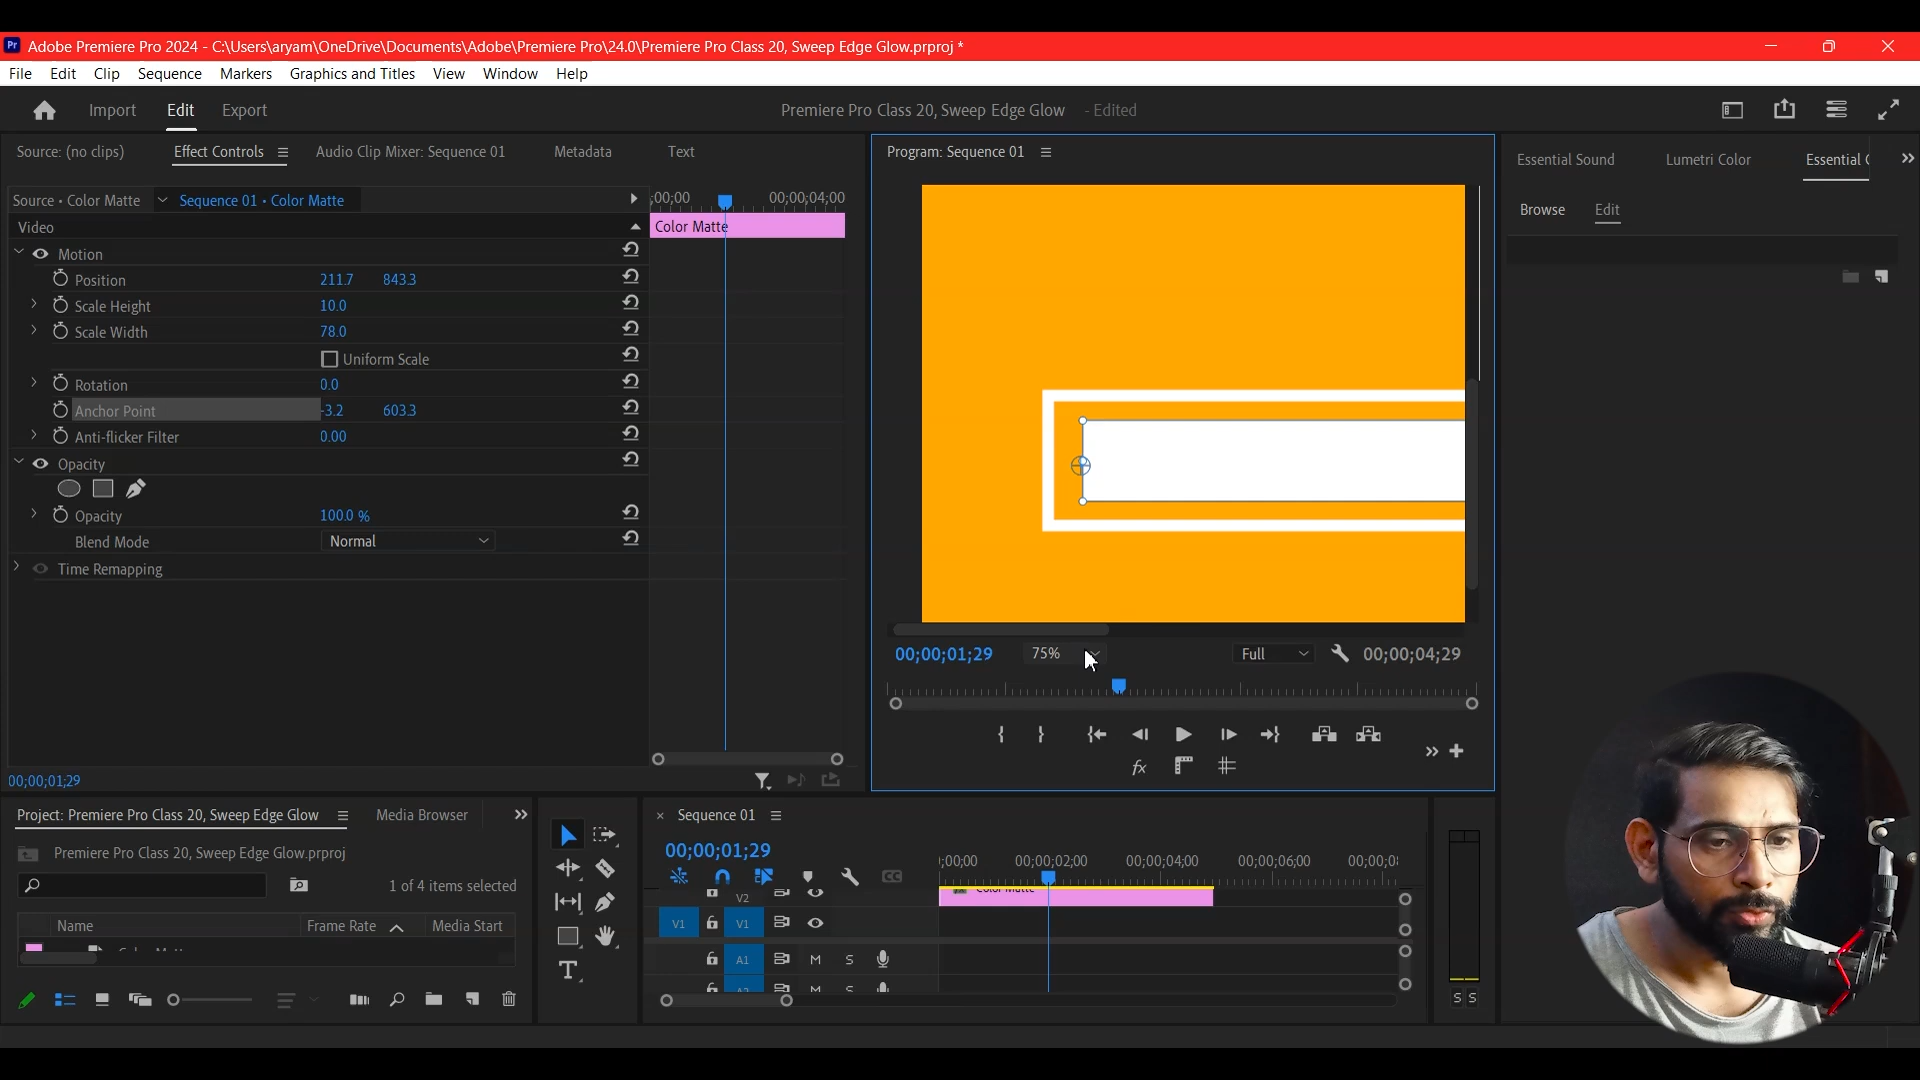 Pr Adobe Premiere Pro 2024 - C:\Users\aryam\OneDrive\Documents\Adobe\Premiere Pro\24.0\Premiere Pro Class 20, Sweep Edge Glow.prproj *
File Edit Clip Sequence Markers Graphics and Titles View Window Help
Import Edit Export Premiere Pro Class 20, Sweep Edge Glow - Edited
Source: (no clips) Effect Controls Audio Clip Mixer: Sequence 01 Metadata Text
Program: Sequence 01
Essential Sound Lumetri Color Essential
Browse Edit
Source • Color Matte Sequence 01 • Color Matte ;00;00 00;00;04;00
Video Color Matte
Motion
Position 211.7 843.3
Scale Height 10.0
Scale Width 78.0
Uniform Scale
Rotation 0.0
Anchor Point -3.2 603.3
Anti-flicker Filter 0.00
Opacity
Opacity 100.0 %
Blend Mode Normal
Time Remapping
00;00;01;29 75% Full 00;00;04;29
fx
00;00;01;29
Project: Premiere Pro Class 20, Sweep Edge Glow Media Browser
Premiere Pro Class 20, Sweep Edge Glow.prproj
1 of 4 items selected
Name Frame Rate Media Start
T
Sequence 01
00;00;01;29
;00;00 00;00;02;00 00;00;04;00 00;00;06;00 00;00;0
CC
V2
V1 V1
A1 M S
S S